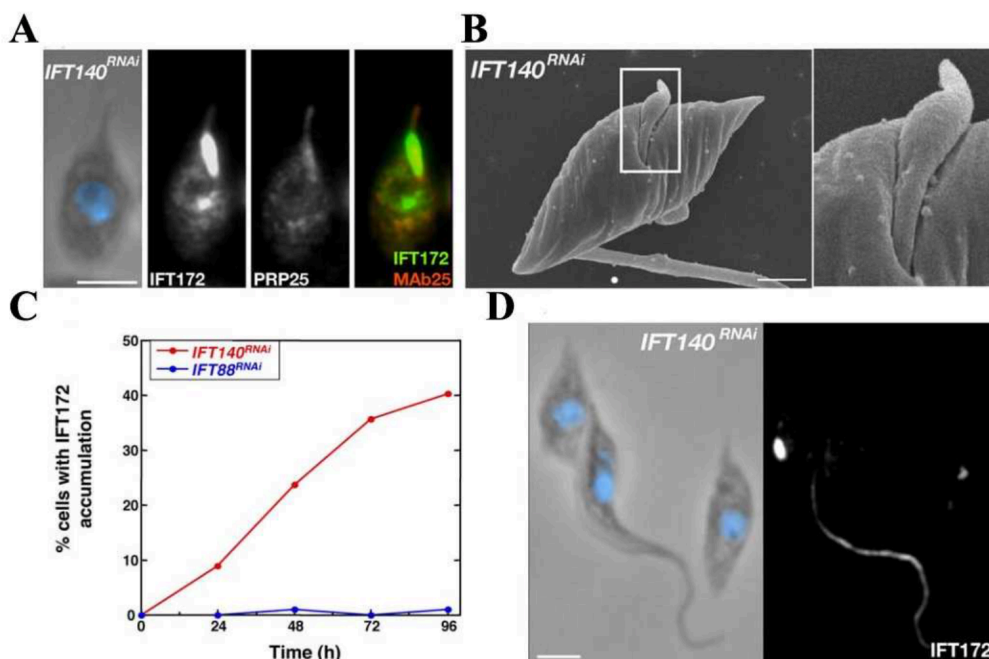 A
IFT140RNAi
IFT172
PRP25
IFT172
MAb25
B
IFT140RNAi
C
% cells with IFT172
accumulation
50
40
30
20
10
0
IFT140RNAi
IFT88RNAi
0 24 48 72 96
Time (h)
D
IFT140RNAi
IFT172